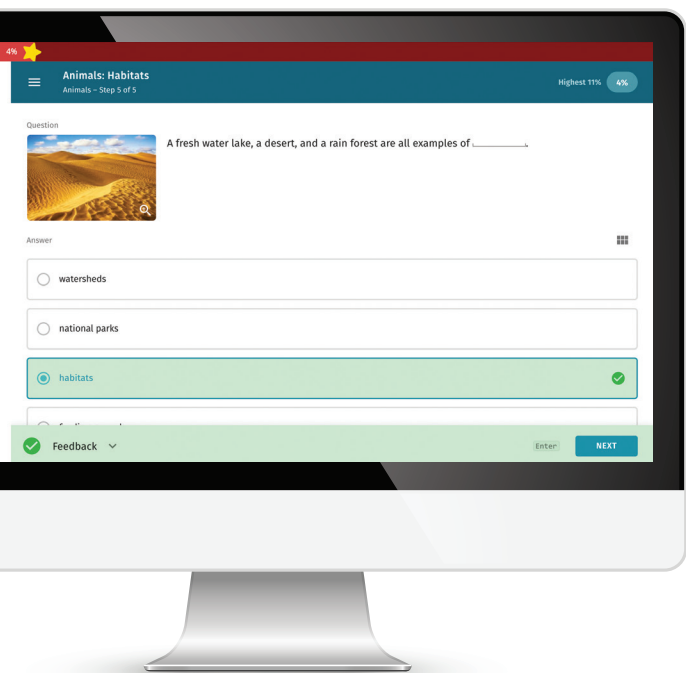 4%
Animals: Habitats
Animals – Step 5 of 5
Highest 11% 4%
Question
A fresh water lake, a desert, and a rain forest are all examples of __________.
Answer
watersheds
national parks
habitats
Feedback
Enter NEXT